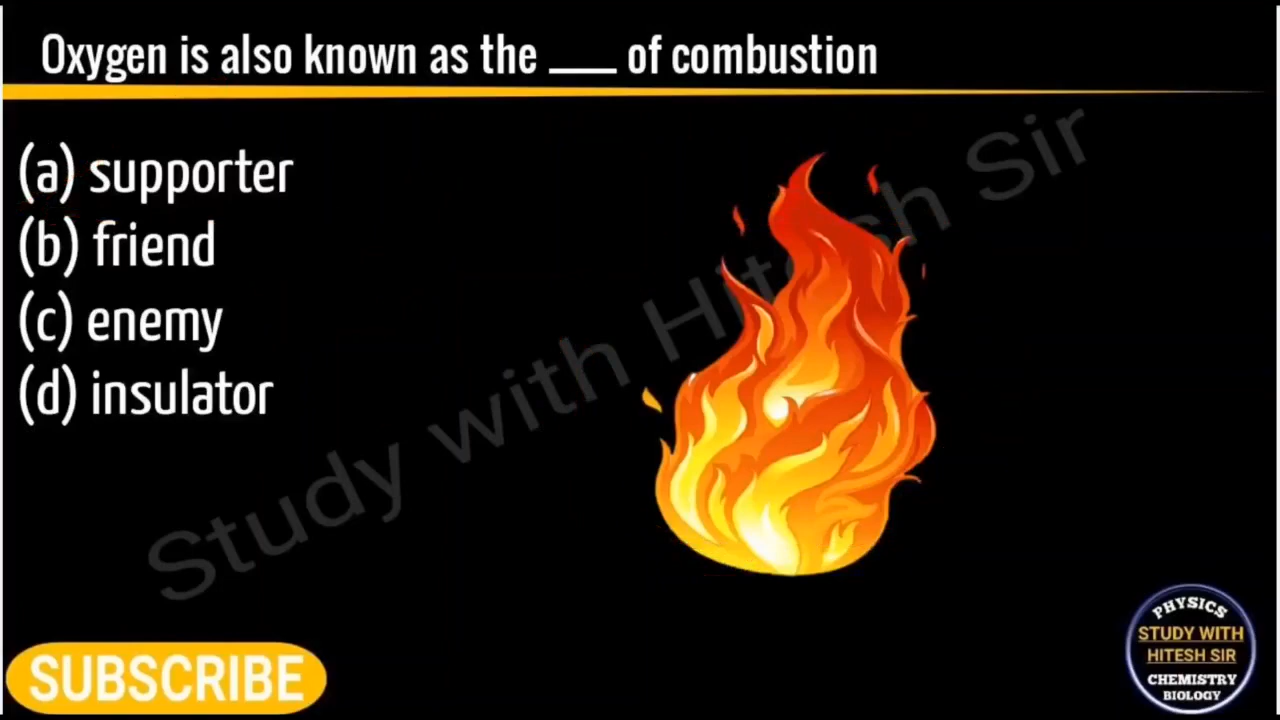 Oxygen is also known as the ____ of combustion
(a) supporter
(b) friend
(c) enemy
(d) insulator
Study with Hitesh Sir
SUBSCRIBE
PHYSICS
STUDY WITH
HITESH SIR
CHEMISTRY
BIOLOGY